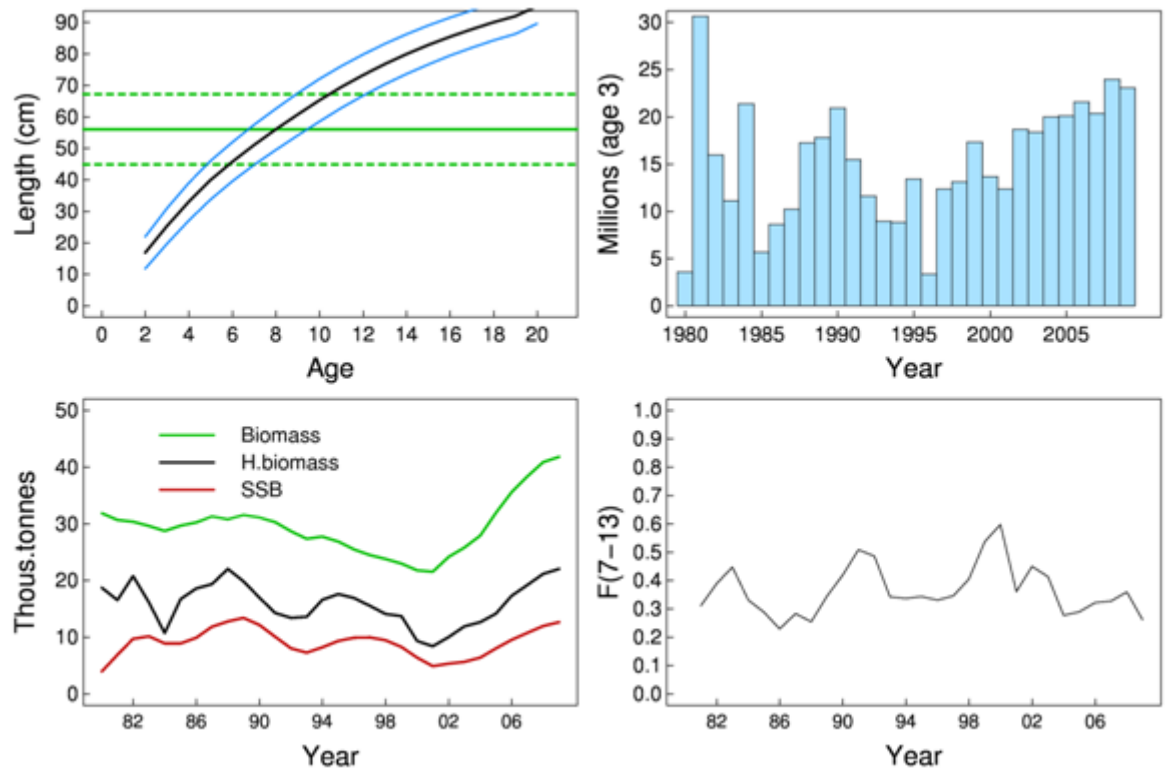 Length (cm)
90
80
70
60
50
40
30
20
10
0
0 2 4 6 8 10 12 14 16 18 20
Age
Millions (age 3)
30
25
20
15
10
5
0
1980 1985 1990 1995 2000 2005
Year
Thous.tonnes
50
40
30
20
10
0
Biomass
H.biomass
SSB
82 86 90 94 98 02 06
Year
F(7-13)
1.0
0.9
0.8
0.7
0.6
0.5
0.4
0.3
0.2
0.1
0.0
82 86 90 94 98 02 06
Year